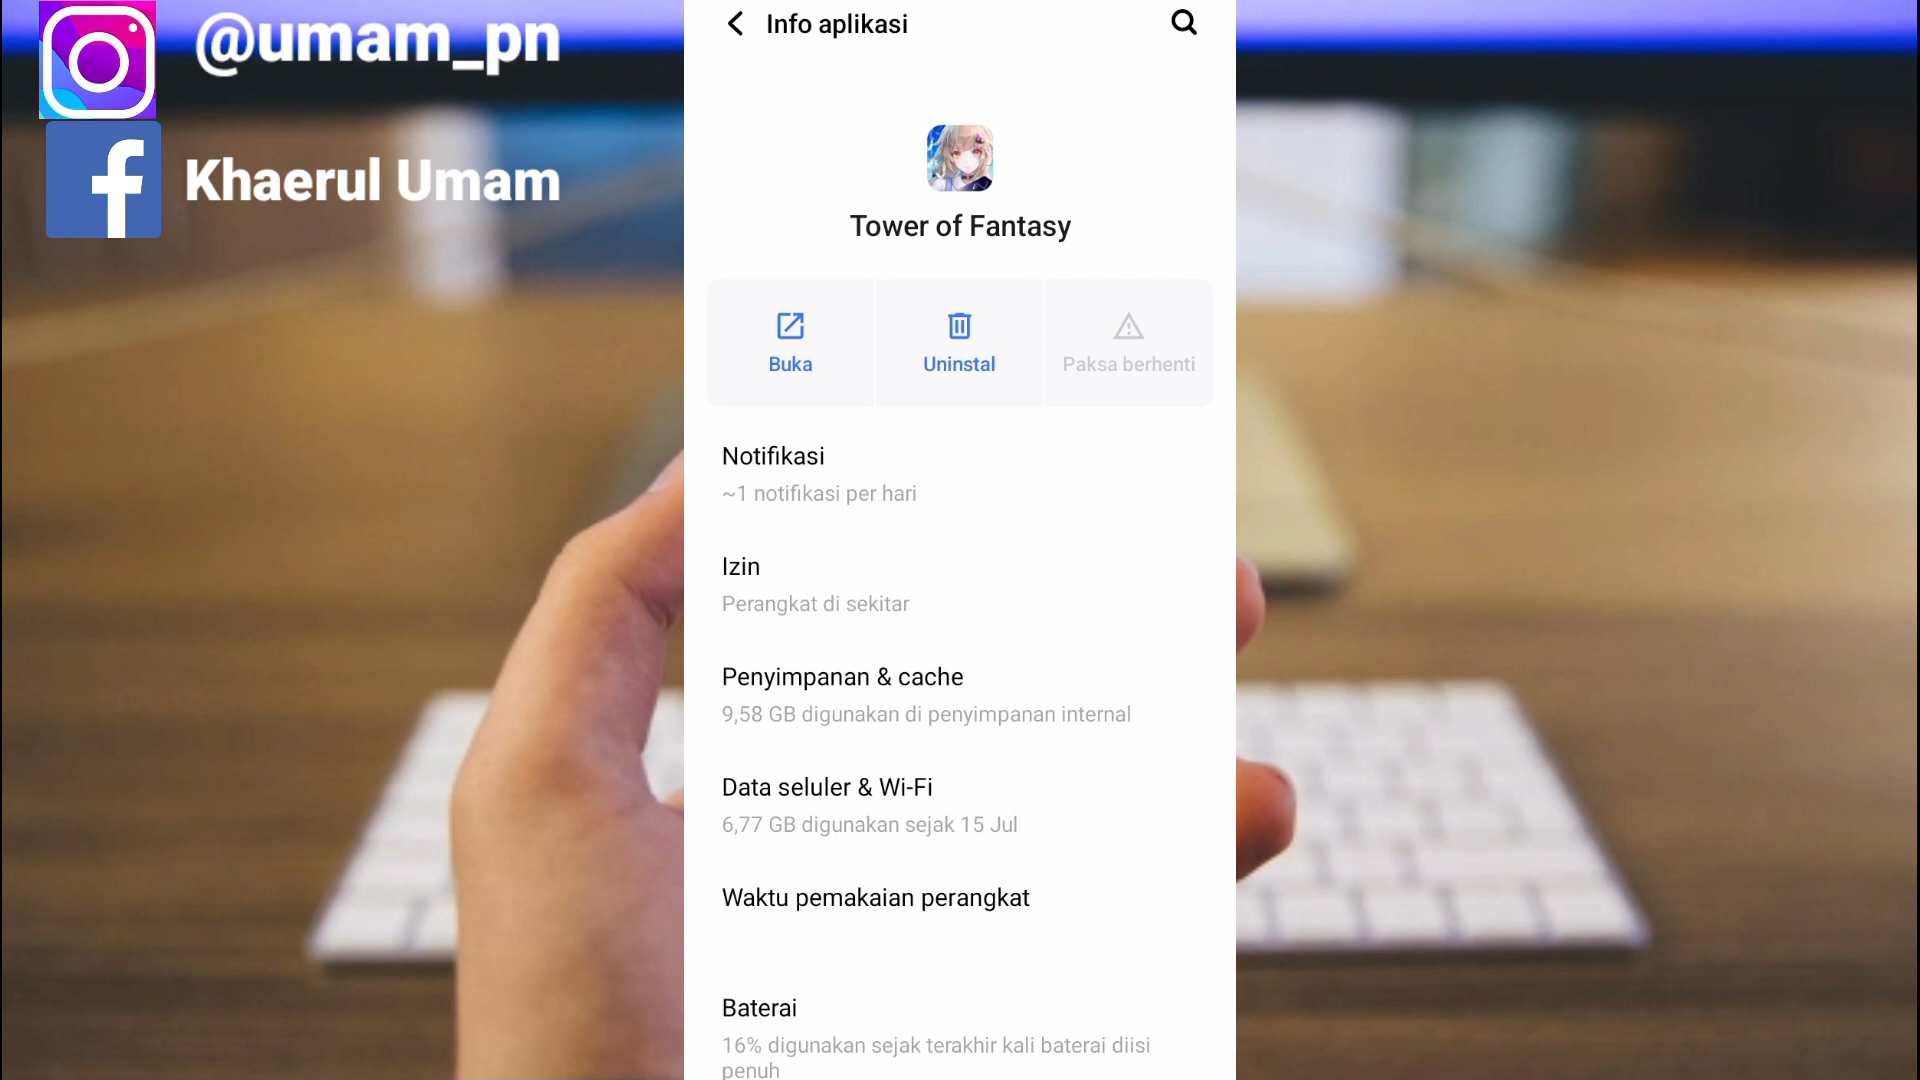 @umam_pn
Khaerul Umam
Info aplikasi
Tower of Fantasy
Buka
Uninstal
Paksa berhenti
Notifikasi
~1 notifikasi per hari
Izin
Perangkat di sekitar
Penyimpanan & cache
9,58 GB digunakan di penyimpanan internal
Data seluler & Wi-Fi
6,77 GB digunakan sejak 15 Jul
Waktu pemakaian perangkat
Baterai
16% digunakan sejak terakhir kali baterai diisi
penuh